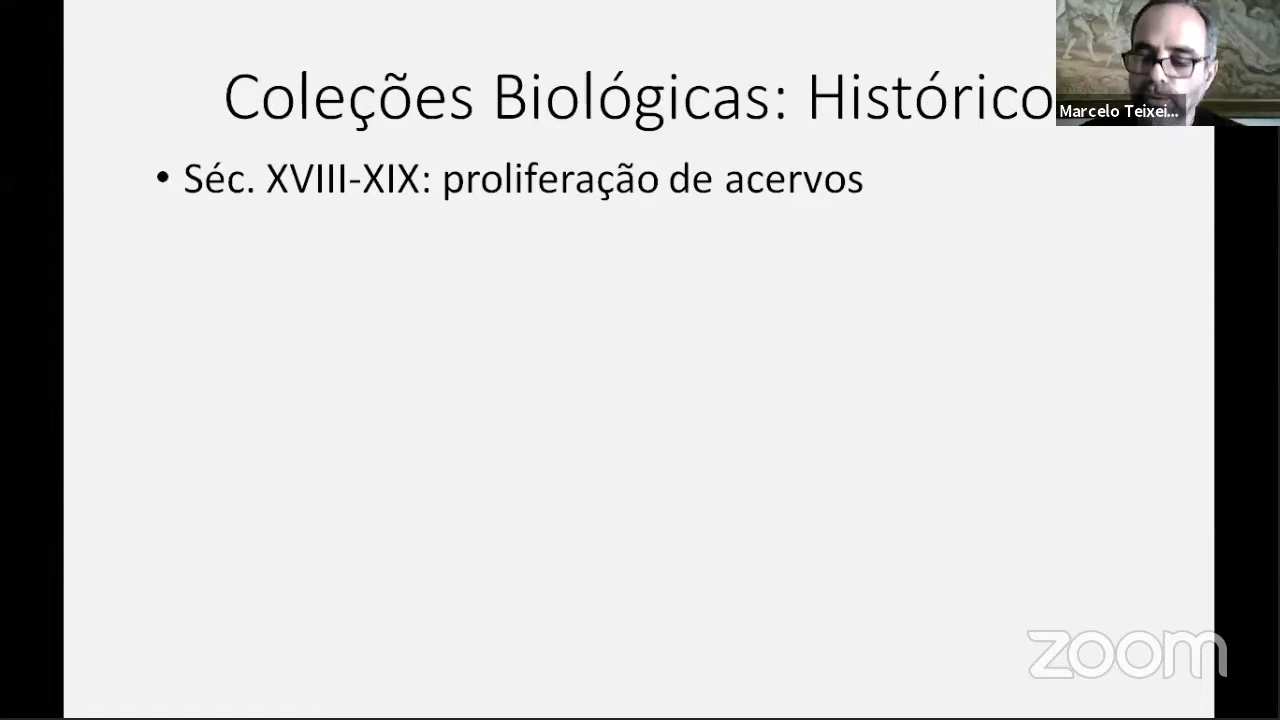 Coleções Biológicas: Histórico
Marcelo Teixei...
• Séc. XVIII-XIX: proliferação de acervos
zoom